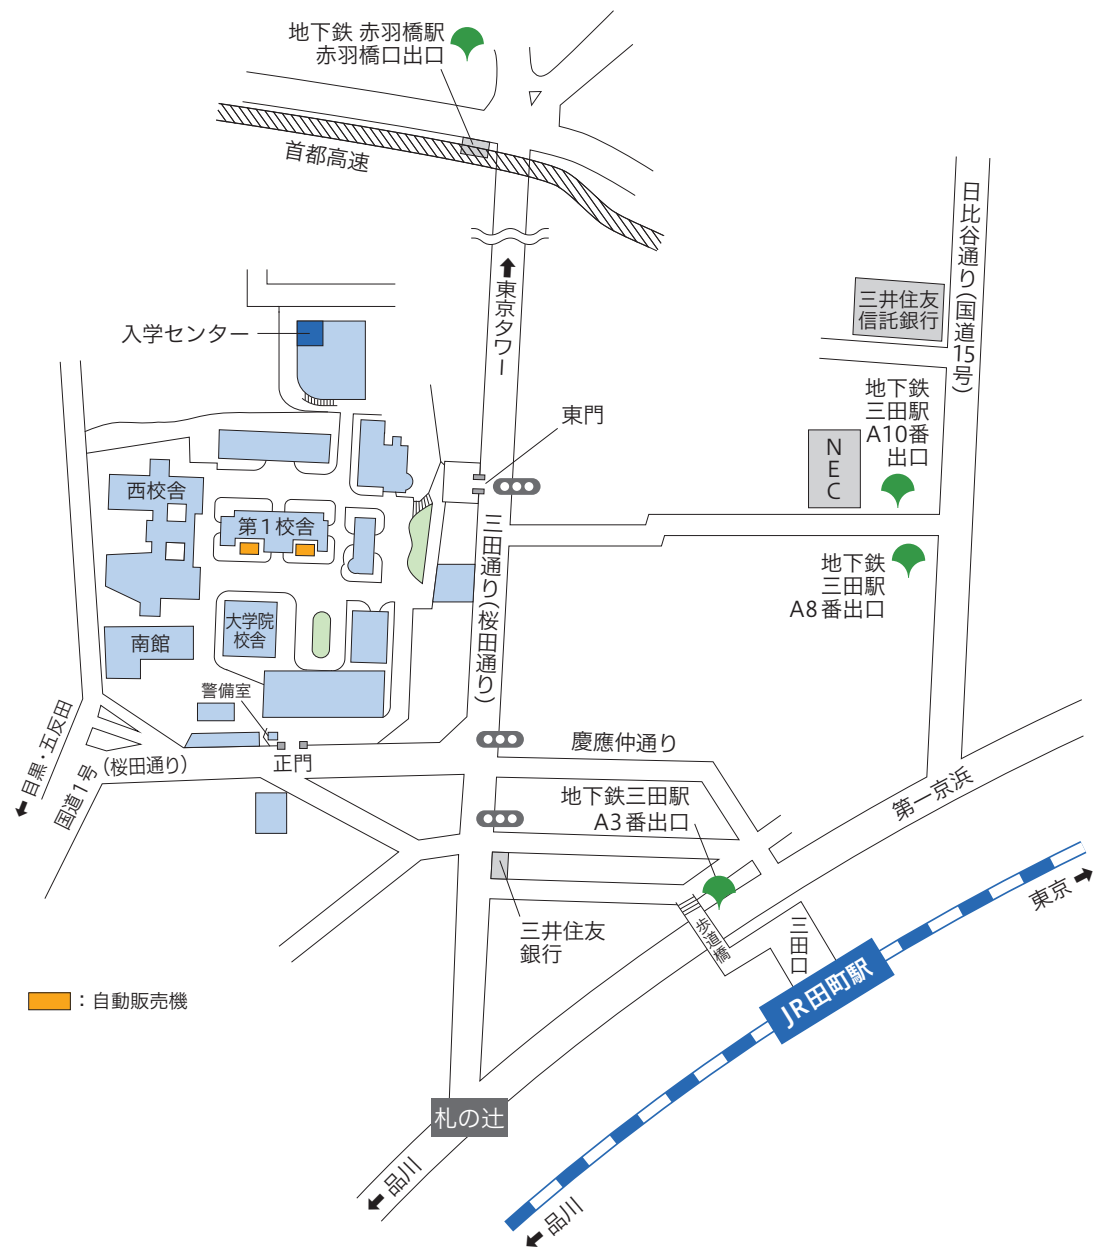 地下鉄 赤羽橋駅
赤羽橋口出口
首都高速
日比谷通り(国道15号)
東京タワー
三井住友
信託銀行
入学センター
地下鉄
三田駅
A10番
出口
東門
NEC
西校舎
第1校舎
三田通り(桜田通り)
地下鉄
三田駅
A8番出口
大学院
校舎
南館
警備室
目黒・五反田
国道1号
(桜田通り)
正門
慶應仲通り
地下鉄三田駅
A3番出口
第一京浜
東京
三井住友
銀行
歩道橋
三田口
JR田町駅
:自動販売機
札の辻
品川
品川